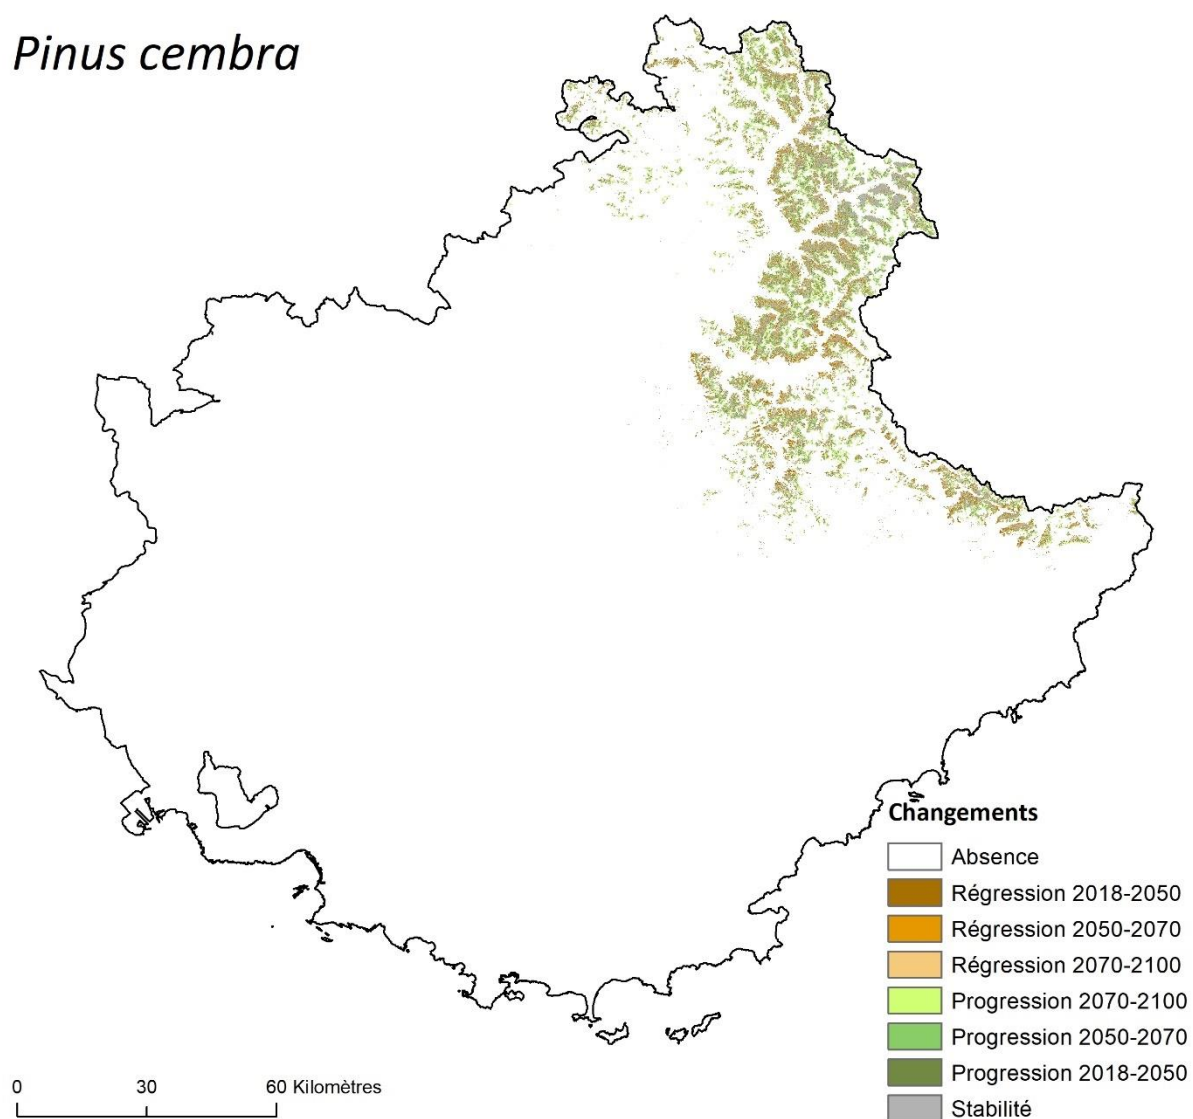 Pinus cembra
Changements
Absence
Régression 2018-2050
Régression 2050-2070
Régression 2070-2100
Progression 2070-2100
Progression 2050-2070
Progression 2018-2050
Stabilité
0 30 60 Kilomètres